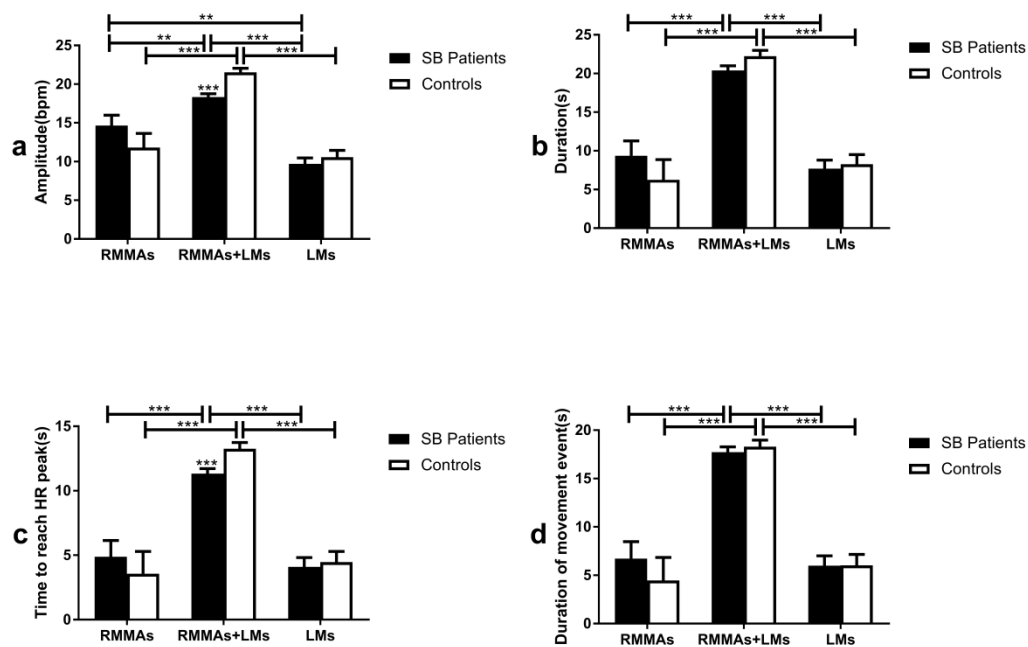 **
** ***
***
***
a
Amplitude(bpm)
25
20
15
10
5
0
***
RMMAs RMMAs+LMs LMs
SB Patients
Controls
*** ***
***
***
b
Duration(s)
25
20
15
10
5
0
RMMAs RMMAs+LMs LMs
SB Patients
Controls
*** ***
***
***
c
Time to reach HR peak(s)
15
10
5
0
***
RMMAs RMMAs+LMs LMs
SB Patients
Controls
*** ***
***
***
d
Duration of movement event(s)
20
15
10
5
0
RMMAs RMMAs+LMs LMs
SB Patients
Controls